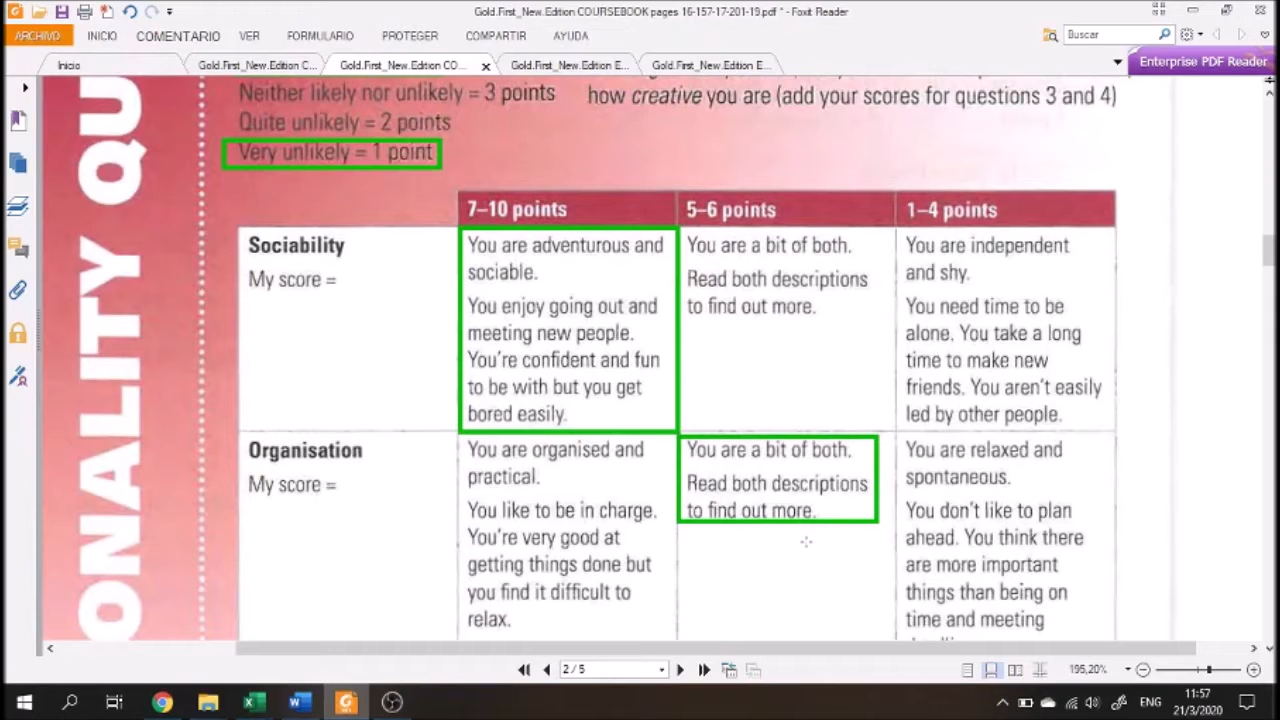 Gold.First_New.Edition COURSEBOOK pages 16-157-17-201-19.pdf * - Foxit Reader
ARCHIVO INICIO COMENTARIO VER FORMULARIO PROTEGER COMPARTIR AYUDA Buscar
Inicio Gold.First_New.Edition C... Gold.First_New.Edition CO... Gold.First_New.Edition E... Gold.First_New.Edition E... Enterprise PDF Reader
ONALITY QU
Neither likely nor unlikely = 3 points
Quite unlikely = 2 points
Very unlikely = 1 point
how creative you are (add your scores for questions 3 and 4)
7–10 points 5–6 points 1–4 points
Sociability
My score =
You are adventurous and
sociable.
You enjoy going out and
meeting new people.
You're confident and fun
to be with but you get
bored easily.
You are a bit of both.
Read both descriptions
to find out more.
You are independent
and shy.
You need time to be
alone. You take a long
time to make new
friends. You aren't easily
led by other people.
Organisation
My score =
You are organised and
practical.
You like to be in charge.
You're very good at
getting things done but
you find it difficult to
relax.
You are a bit of both.
Read both descriptions
to find out more.
You are relaxed and
spontaneous.
You don't like to plan
ahead. You think there
are more important
things than being on
time and meeting
2 / 5
195,20%
ENG
11:57
21/3/2020